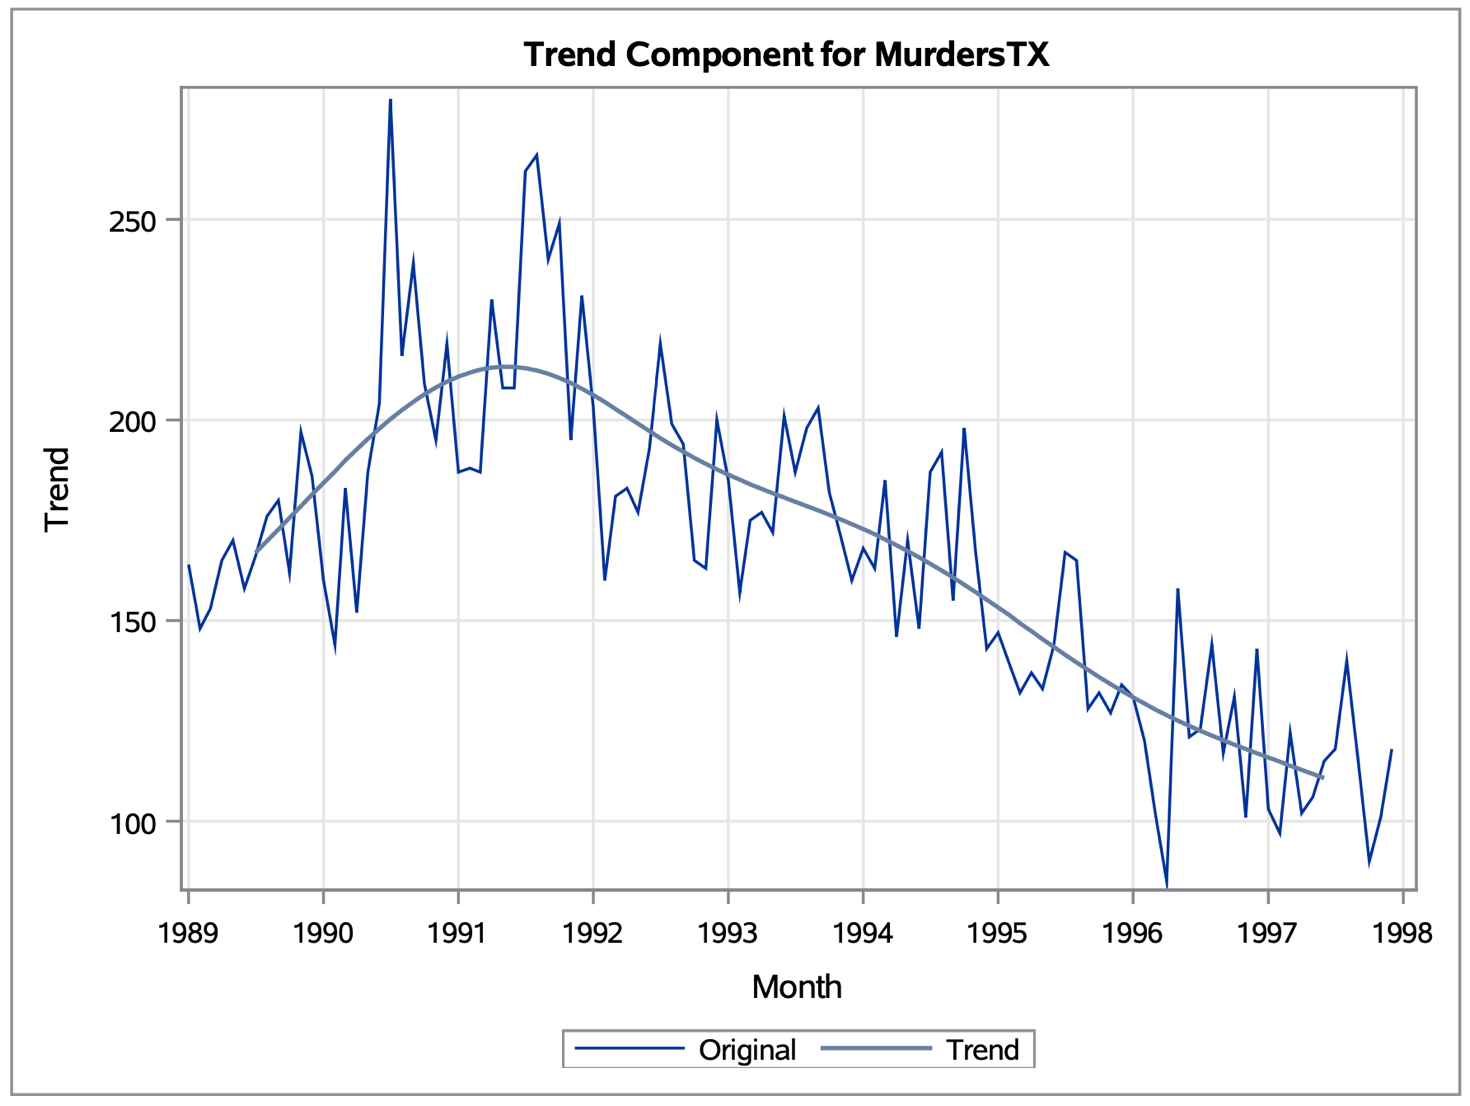 Trend Component for MurdersTX
250
200
150
100
Trend
1989 1990 1991 1992 1993 1994 1995 1996 1997 1998
Month
Original Trend